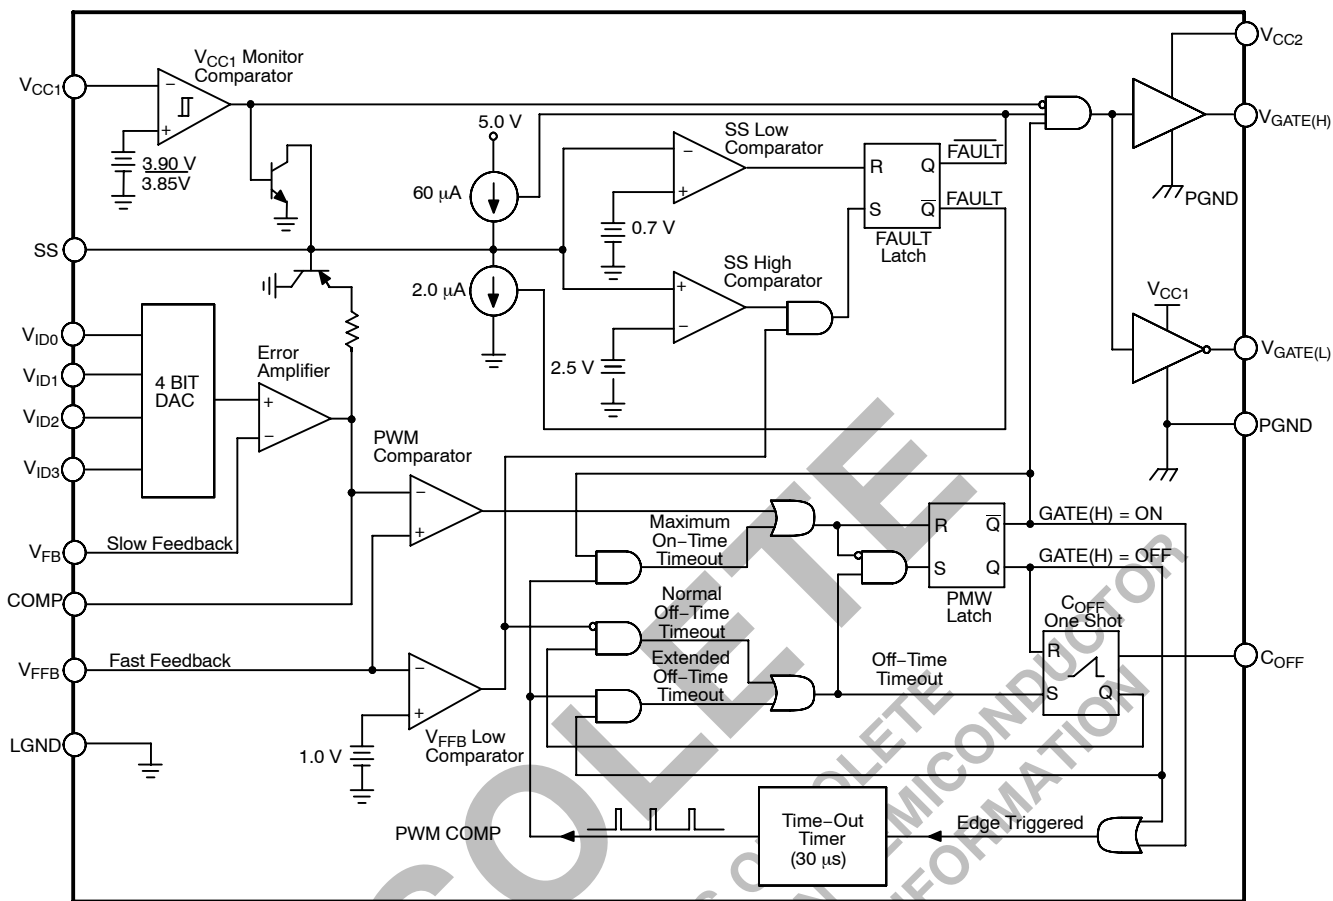 VCC1
VCC1 Monitor
Comparator
−
+
3.90 V
3.85V
SS
VID0
VID1
VID2
VID3
4 BIT
DAC
Error
Amplifier
+
−
VFB
Slow Feedback
COMP
VFFB
Fast Feedback
LGND
5.0 V
60 µA
2.0 µA
SS Low
Comparator
−
+
0.7 V
SS High
Comparator
+
−
2.5 V
R
Q
S
Q
FAULT
Latch
FAULT
FAULT
VCC2
VGATE(H)
PGND
VCC1
VGATE(L)
PGND
PWM
Comparator
−
+
Maximum
On−Time
Timeout
Normal
Off−Time
Timeout
Extended
Off−Time
Timeout
R
Q
S
Q
PMW
Latch
GATE(H) = ON
GATE(H) = OFF
COFF
One Shot
R
S
Q
COFF
Off−Time
Timeout
−
+
1.0 V
VFFB Low
Comparator
PWM COMP
Time−Out
Timer
(30 µs)
Edge Triggered
OLETE
OLETE
MICONDUCTOR
FORMATION